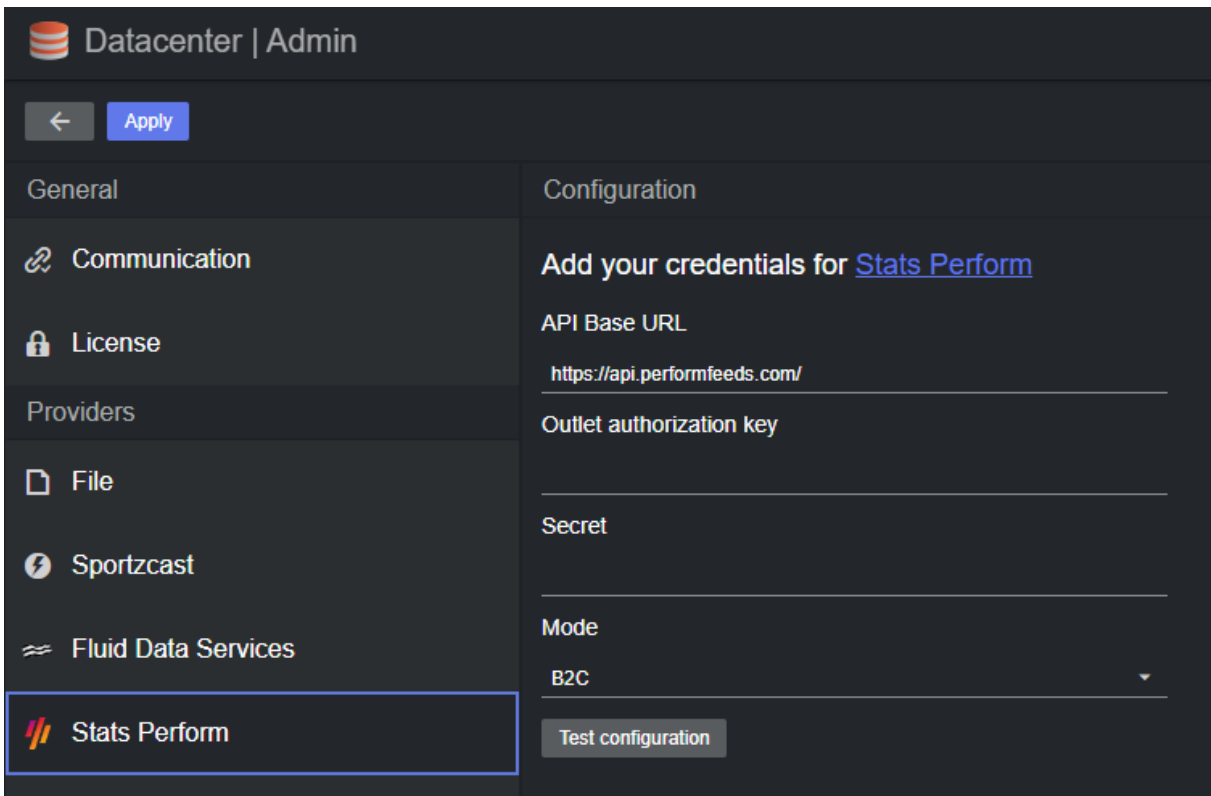 Datacenter | Admin
Apply
General
Communication
License
Providers
File
Sportzcast
Fluid Data Services
Stats Perform
Configuration
Add your credentials for Stats Perform
API Base URL
https://api.performfeeds.com/
Outlet authorization key
Secret
Mode
B2C
Test configuration